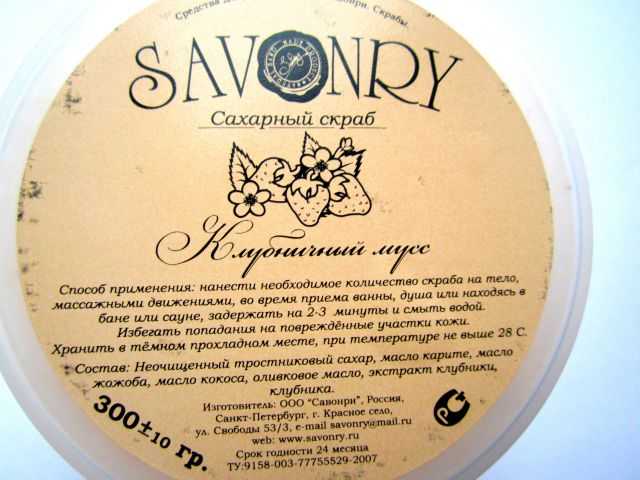 Средства д
нри. Скрабы.
SAVONRY
Сахарный скраб
Клубничный мусс
Способ применения: нанести необходимое количество скраба на тело,
массажными движениями, во время приема ванны, душа или находясь в
бане или сауне, задержать на 2-3 минуты и смыть водой.
Избегать попадания на повреждённые участки кожи.
Хранить в тёмном прохладном месте, при температуре не выше 28 С.
Состав: Неочищенный тростниковый сахар, масло карите, масло
жожоба, масло кокоса, оливковое масло, экстракт клубники,
клубника.
300±10 гр.
Изготовитель: ООО "Савонри", Россия,
Санкт-Петербург, г. Красное село,
ул. Свободы 53/3, e-mail savonry@mail.ru
web: www.savonry.ru
Срок годности 24 месяца
ТУ:9158-003-77755529-2007